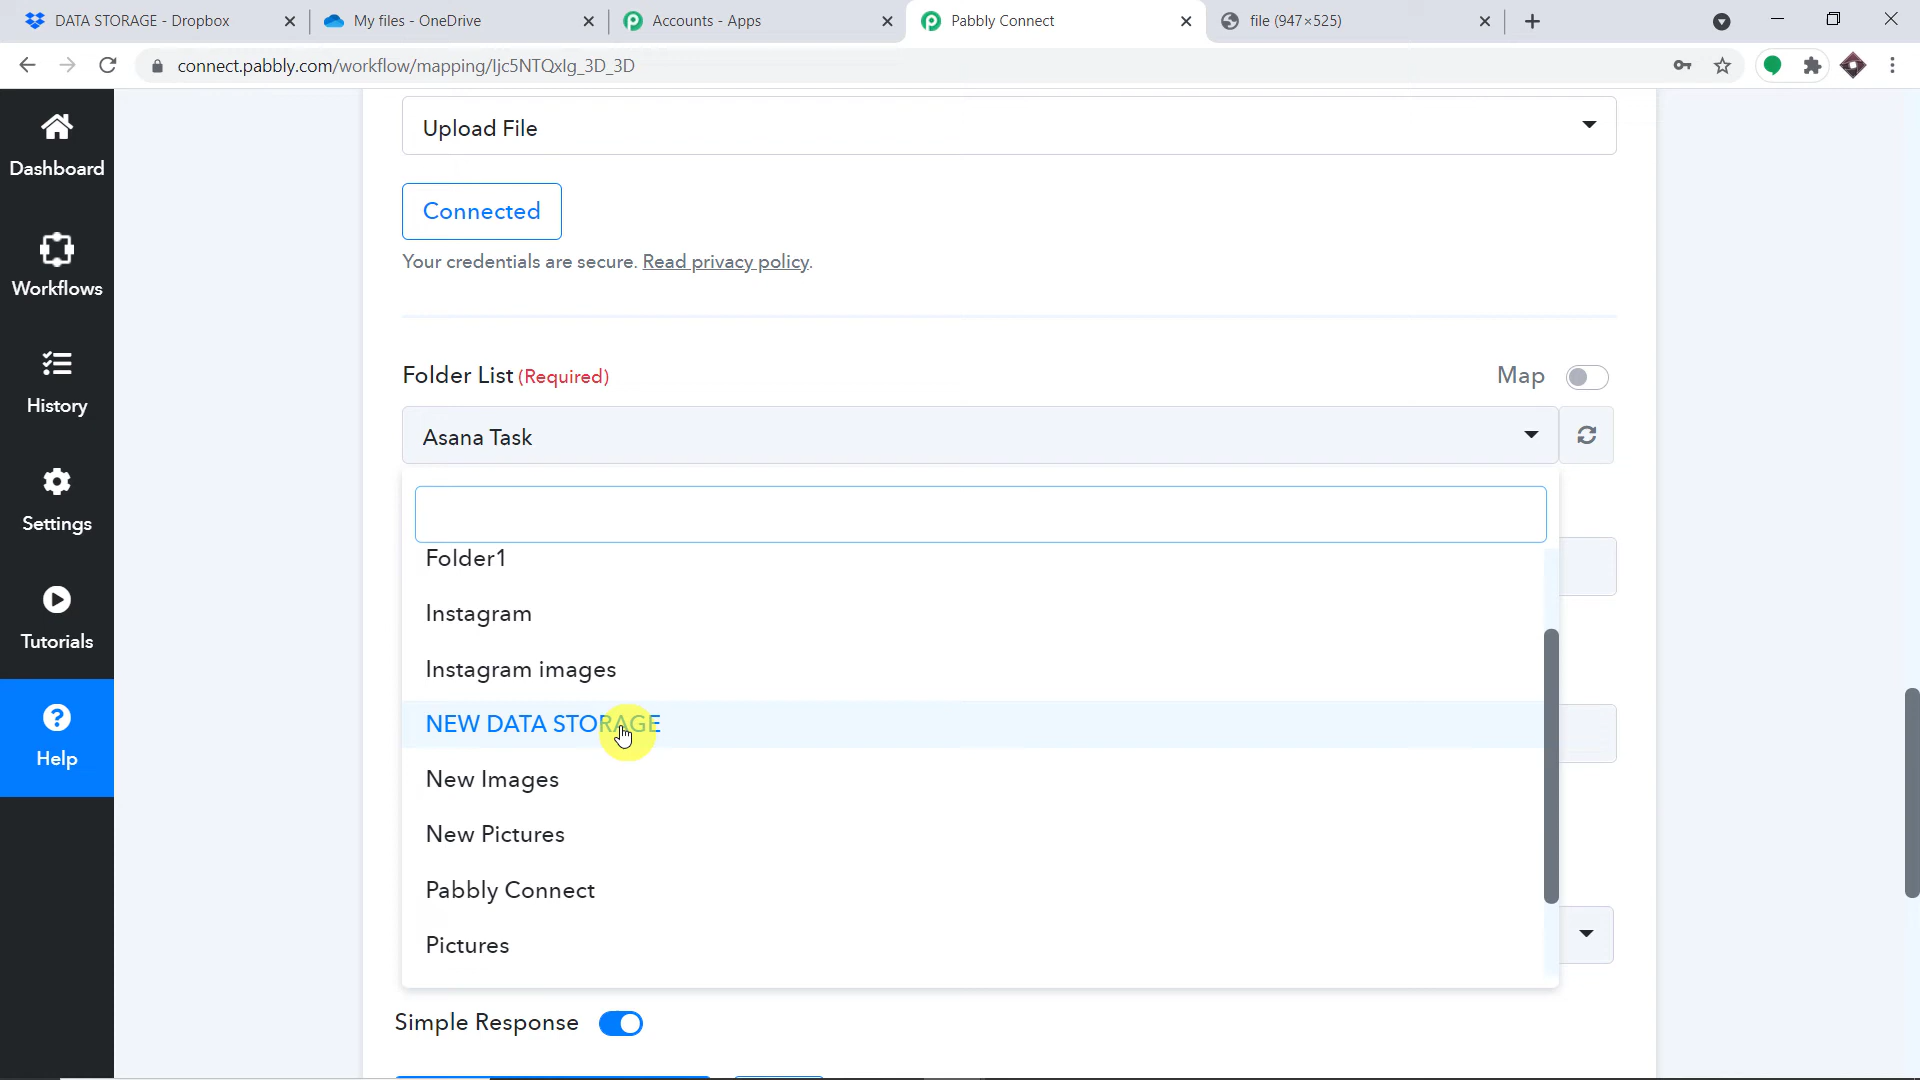 DATA STORAGE - Dropbox
My files - OneDrive
Accounts - Apps
Pabbly Connect
file (947×525)
connect.pabbly.com/workflow/mapping/Ijc5NTQxIg_3D_3D
Dashboard
Workflows
History
Settings
Tutorials
Help
Upload File
Connected
Your credentials are secure. Read privacy policy.
Folder List (Required)
Map
Asana Task
Folder1
Instagram
Instagram images
NEW DATA STORAGE
New Images
New Pictures
Pabbly Connect
Pictures
Simple Response